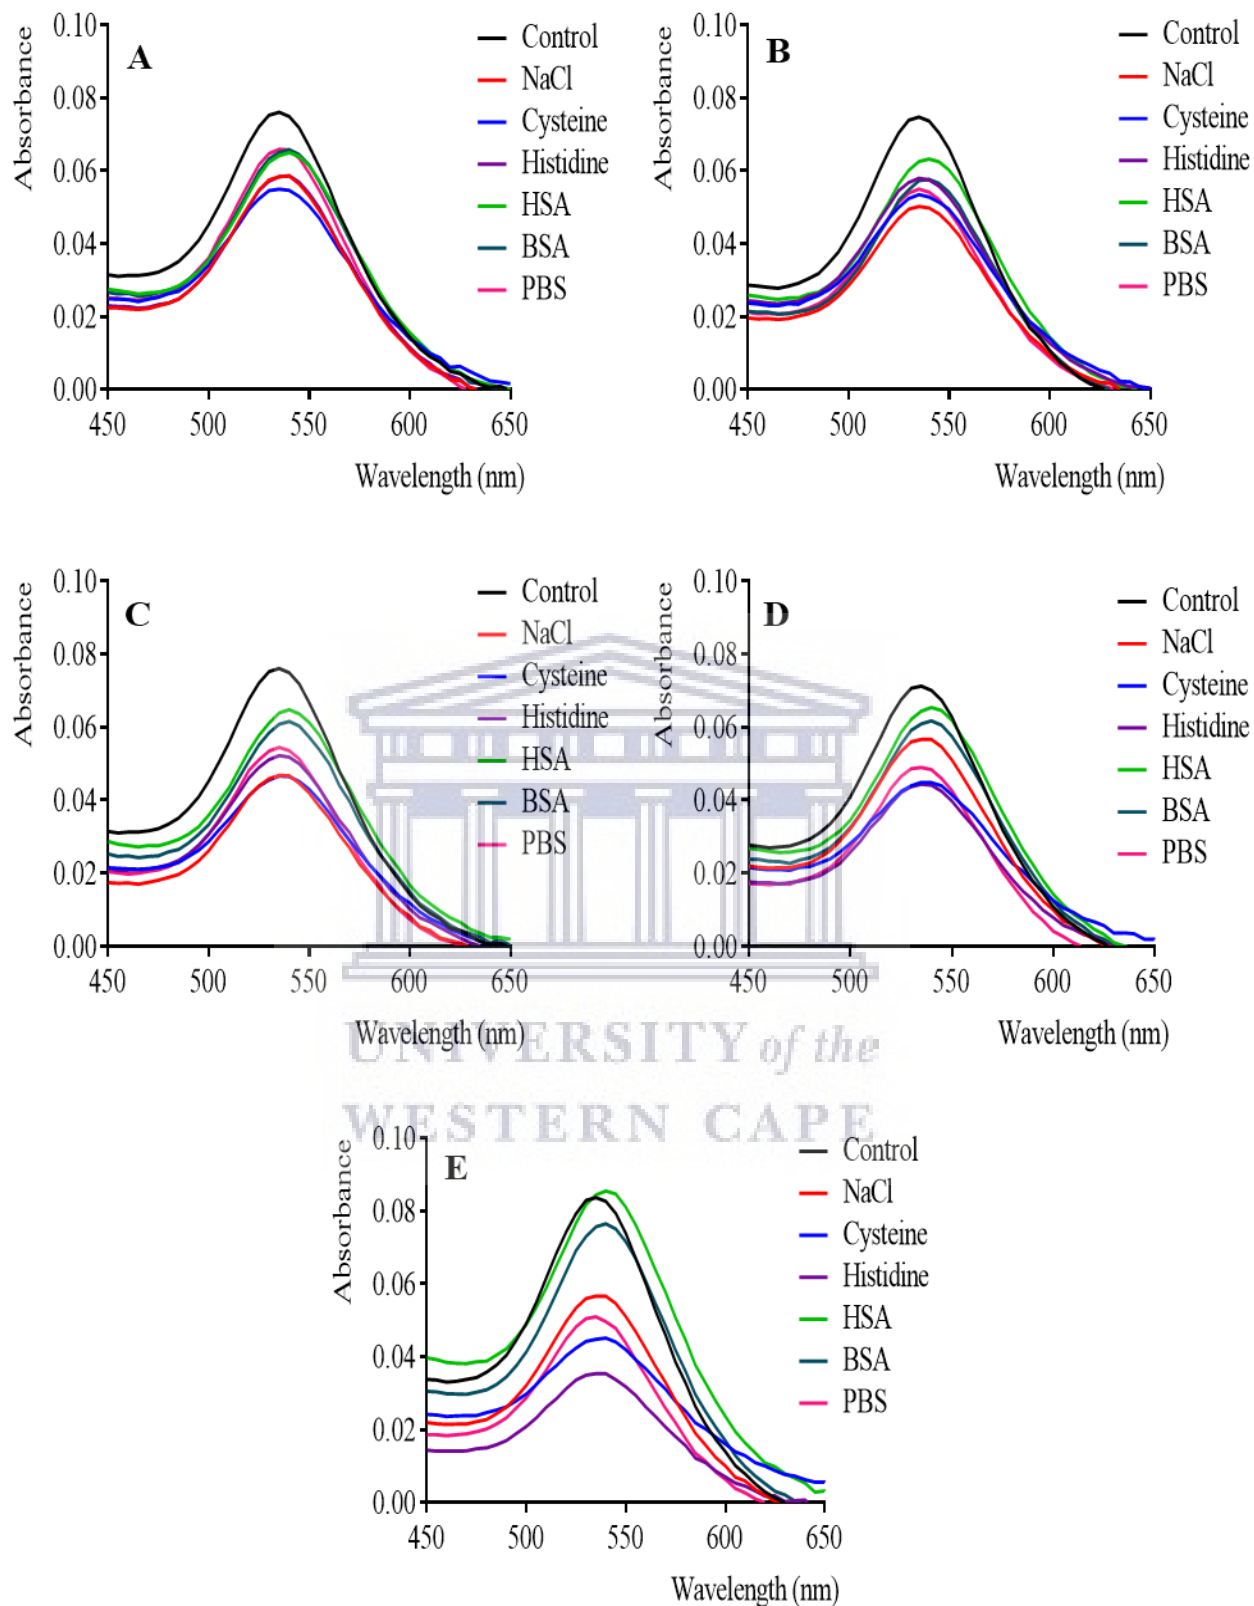 A
Absorbance
0.10
0.08
0.06
0.04
0.02
0.00
450 500 550 600 650
Wavelength (nm)
Control
NaCl
Cysteine
Histidine
HSA
BSA
PBS
B
Absorbance
0.10
0.08
0.06
0.04
0.02
0.00
450 500 550 600 650
Wavelength (nm)
Control
NaCl
Cysteine
Histidine
HSA
BSA
PBS
C
Absorbance
0.10
0.08
0.06
0.04
0.02
0.00
450 500 550 600 650
Wavelength (nm)
Control
NaCl
Cysteine
Histidine
HSA
BSA
PBS
D
Absorbance
0.10
0.08
0.06
0.04
0.02
0.00
450 500 550 600 650
Wavelength (nm)
Control
NaCl
Cysteine
Histidine
HSA
BSA
PBS
UNIVERSITY of the
WESTERN CAPE
E
Absorbance
0.10
0.08
0.06
0.04
0.02
0.00
450 500 550 600 650
Wavelength (nm)
Control
NaCl
Cysteine
Histidine
HSA
BSA
PBS